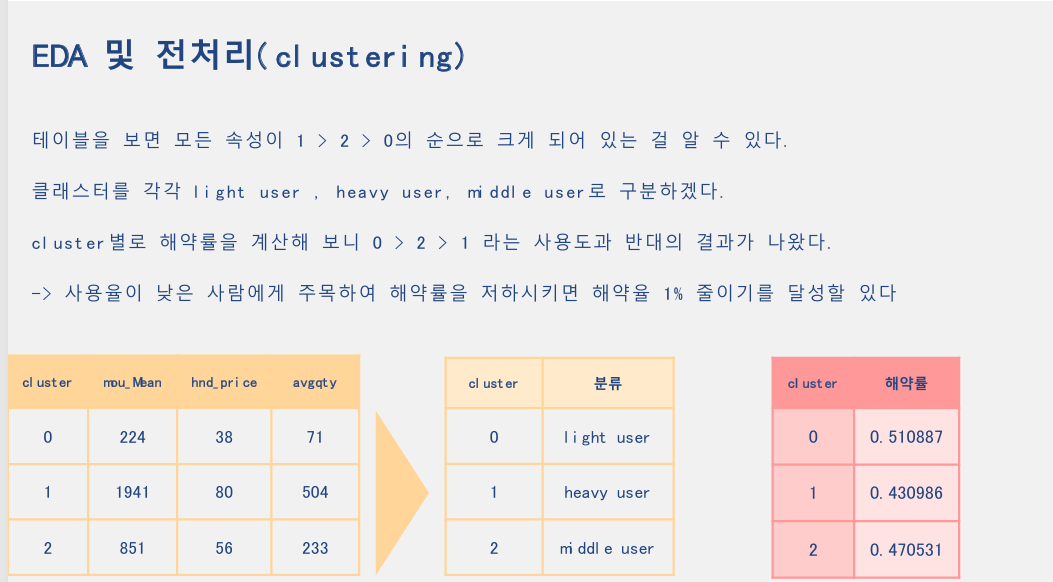 EDA 및 전처리(clustering)
테이블을 보면 모든 속성이 1 > 2 > 0의 순으로 크게 되어 있는 걸 알 수 있다.
클래스터를 각각 light user , heavy user, middle user로 구분하겠다.
cluster별로 해약률을 계산해 보니 0 > 2 > 1 라는 사용도과 반대의 결과가 나왔다.
-> 사용율이 낮은 사람에게 주목하여 해약률을 저하시키면 해약율 1% 줄이기를 달성할 있다
cluster mou_Mean hnd_price avgqty
0 224 38 71
1 1941 80 504
2 851 56 233
cluster 분류
0 light user
1 heavy user
2 middle user
cluster 해약률
0 0.510887
1 0.430986
2 0.470531